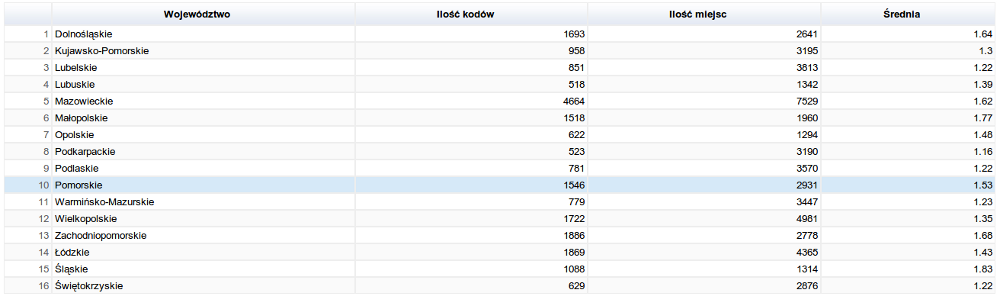 Województwo Ilość kodów Ilość miejsc Średnia
1 Dolnośląskie 1693 2641 1.64
2 Kujawsko-Pomorskie 958 3195 1.3
3 Lubelskie 851 3813 1.22
4 Lubuskie 518 1342 1.39
5 Mazowieckie 4664 7529 1.62
6 Małopolskie 1518 1960 1.77
7 Opolskie 622 1294 1.48
8 Podkarpackie 523 3190 1.16
9 Podlaskie 781 3570 1.22
10 Pomorskie 1546 2931 1.53
11 Warmińsko-Mazurskie 779 3447 1.23
12 Wielkopolskie 1722 4981 1.35
13 Zachodniopomorskie 1886 2778 1.68
14 Łódzkie 1869 4365 1.43
15 Śląskie 1088 1314 1.83
16 Świętokrzyskie 629 2876 1.22